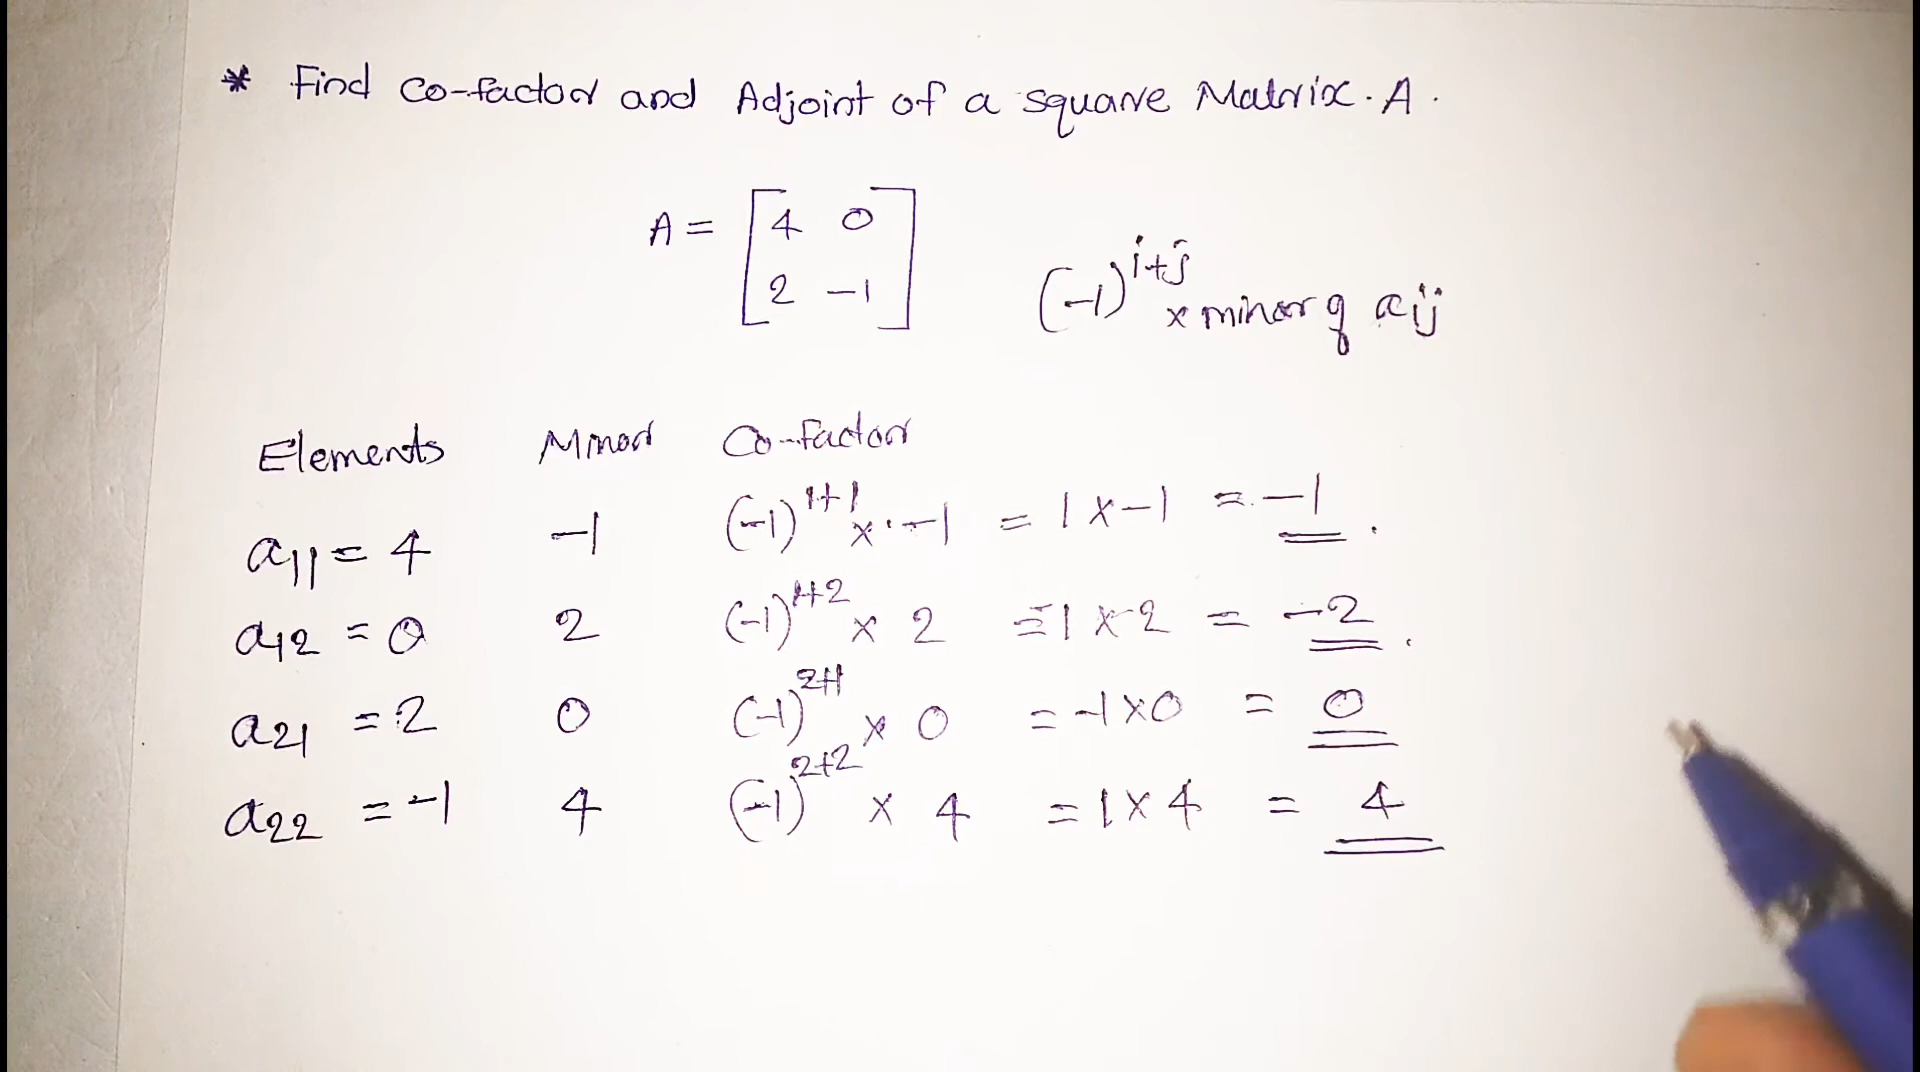 * Find Co-factor and Adjoint of a square Matrix. A.
A = [4 0
2 -1]
(-1)^i+j x minor of aij
Elements Minor Co-factor
a11 = 4 -1 (-1)^1+1 x -1 = 1 x -1 = -1.
a12 = 0 2 (-1)^1+2 x 2 = -1 x 2 = -2.
a21 = 2 0 (-1)^2+1 x 0 = -1 x 0 = 0
a22 = -1 4 (-1)^2+2 x 4 = 1 x 4 = 4